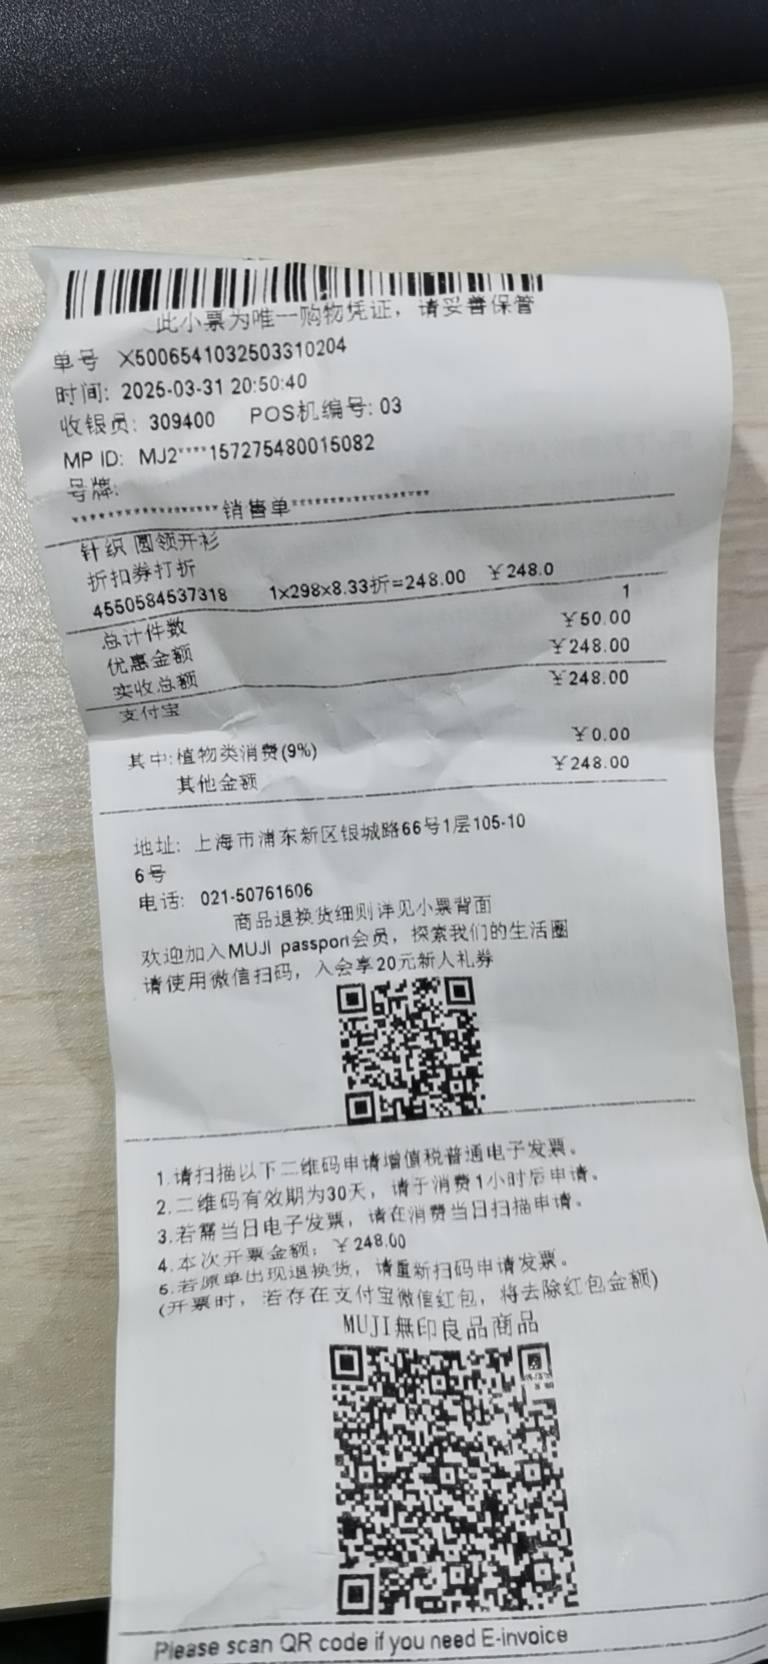 此小票为唯一购物凭证，请妥善保管
单号 X5006541032503310204
时间: 2025-03-31 20:50:40
收银员: 309400 POS机编号: 03
MP ID: MJ2****157275480015082
号牌:
********************销售单********************
针织 圆领开衫
折扣券打折
4550584537318 1x298x8.33折=248.00 ￥248.0
总计件数 1
优惠金额 ￥50.00
实收总额 ￥248.00
支付宝 ￥248.00
其中:植物类消费(9%) ￥0.00
其他金额 ￥248.00
地址: 上海市浦东新区银城路66号1层105-10
6号
电话: 021-50761606
商品退换货细则详见小票背面
欢迎加入MUJI passport会员，探索我们的生活圈
请使用微信扫码，入会享20元新人礼券
1.请扫描以下二维码申请增值税普通电子发票。
2.二维码有效期为30天，请于消费1小时后申请。
3.若需当日电子发票，请在消费当日扫描申请。
4.本次开票金额: ￥248.00
5.若原单出现退换货，请重新扫码申请发票。
(开票时，若存在支付宝微信红包，将去除红包金额)
MUJI無印良品商品
Please scan QR code if you need E-invoice